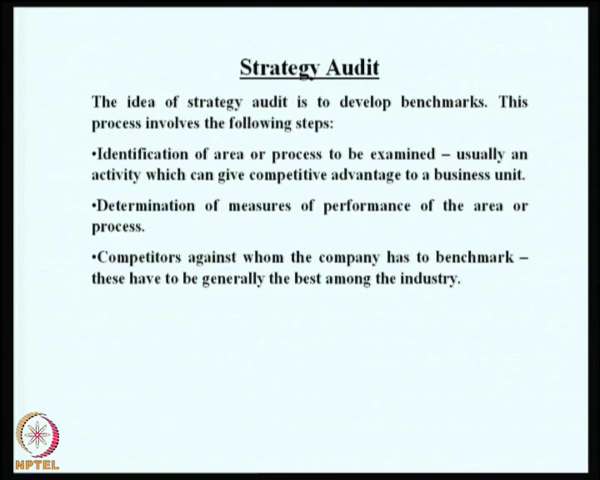 Strategy Audit
The idea of strategy audit is to develop benchmarks. This
process involves the following steps:
•Identification of area or process to be examined – usually an
activity which can give competitive advantage to a business unit.
•Determination of measures of performance of the area or
process.
•Competitors against whom the company has to benchmark –
these have to be generally the best among the industry.
NPTEL